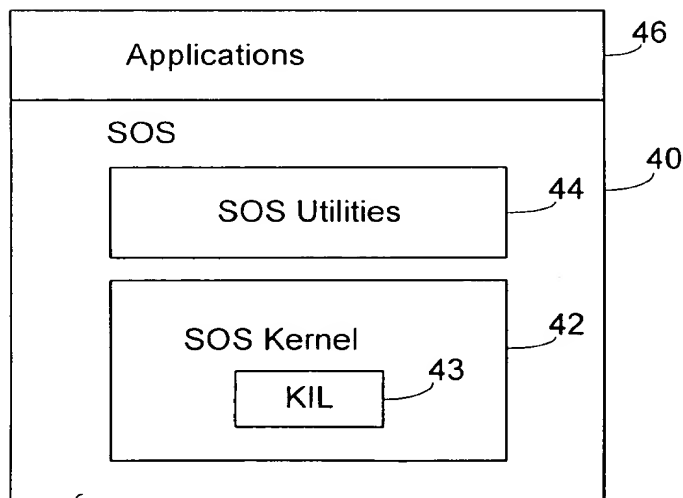 Applications
46
SOS
40
SOS Utilities
44
SOS Kernel
42
KIL
43